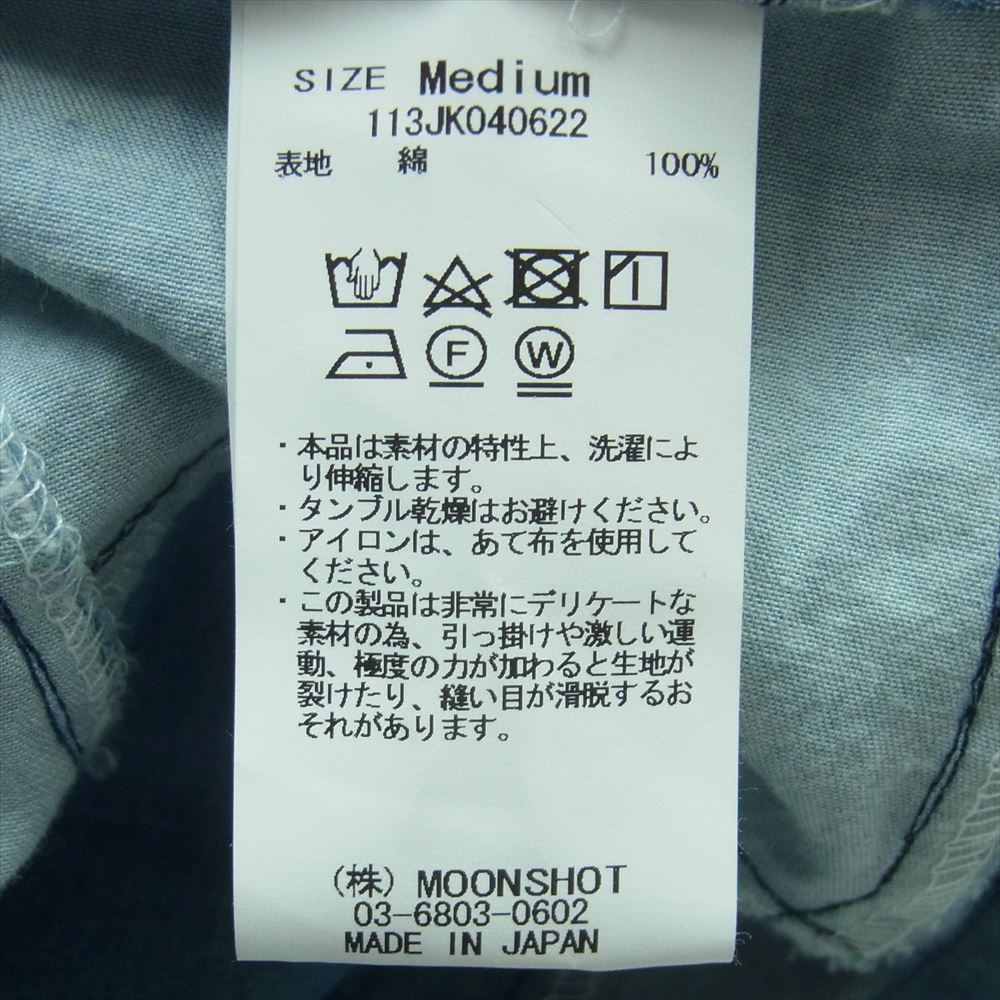 SIZE Medium
113JK040622
表地 綿 100%
F W
・本品は素材の特性上、洗濯によ
り伸縮します。
・タンブル乾燥はお避けください。
・アイロンは、あて布を使用して
ください。
・この製品は非常にデリケートな
素材の為、引っ掛けや激しい運
動、極度の力が加わると生地が
裂けたり、縫い目が滑脱するお
それがあります。
(株) MOONSHOT
03-6803-0602
MADE IN JAPAN